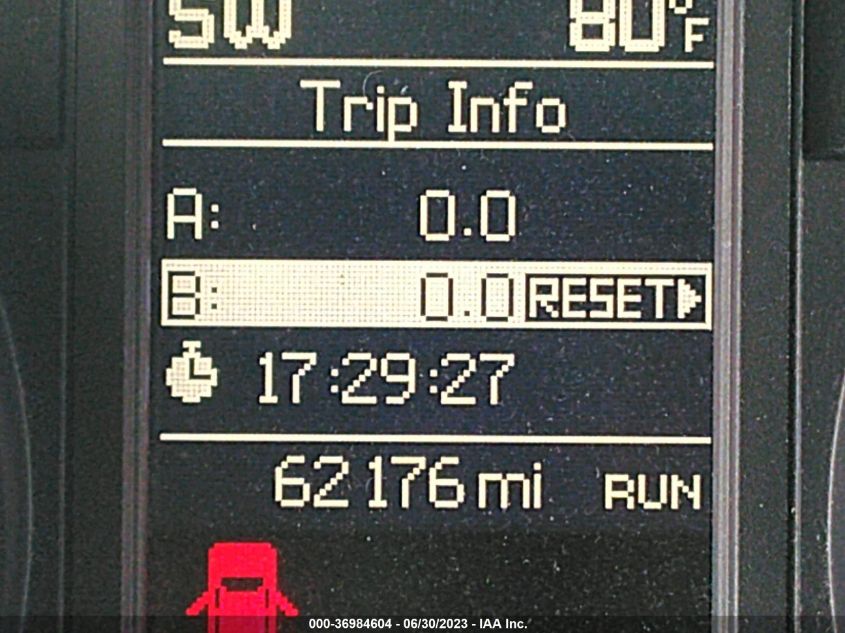 SW 80°F
Trip Info
A: 0.0
B: 0.0 RESET
17:29:27
62176 mi RUN
000-36984604 - 06/30/2023 - IAA Inc.